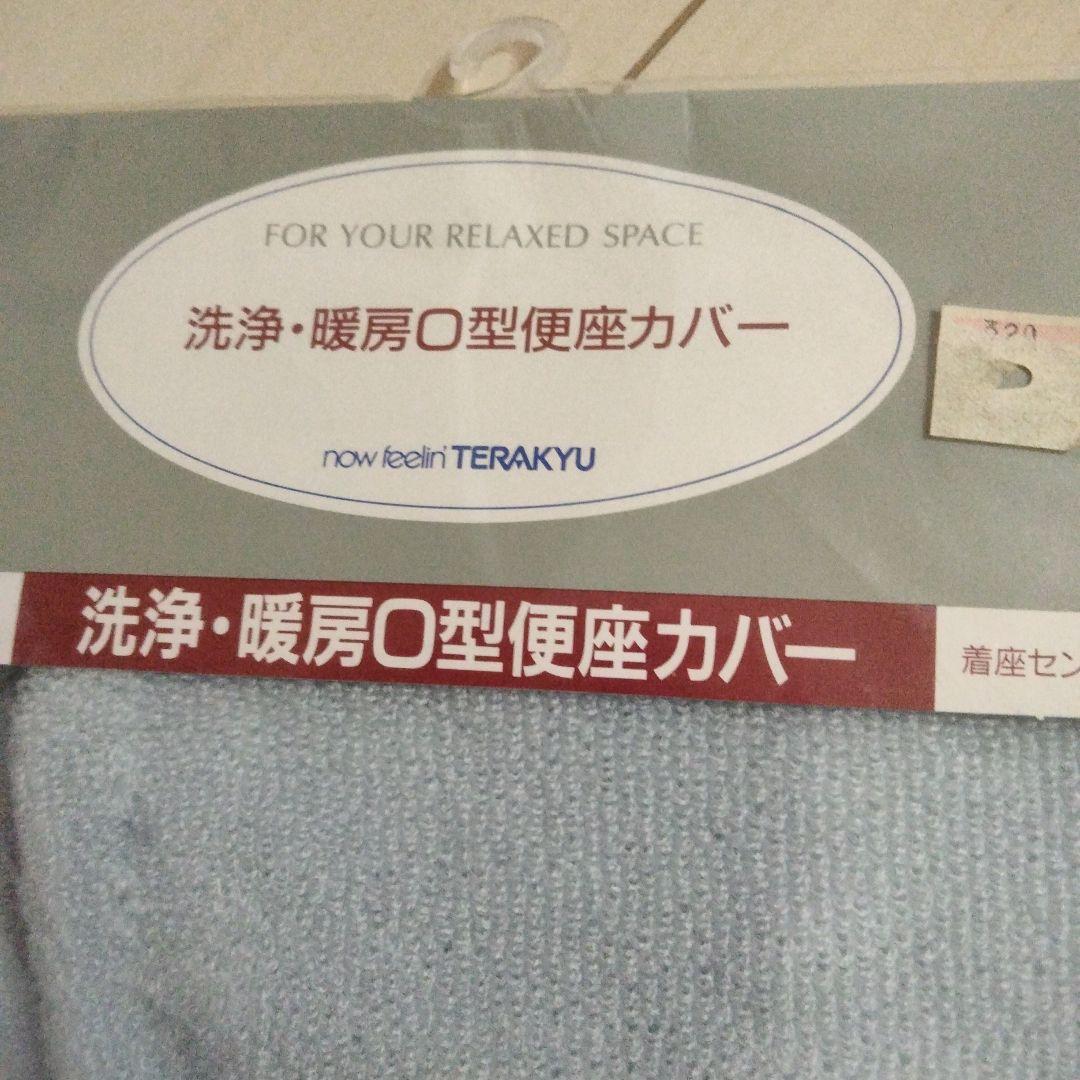 FOR YOUR RELAXED SPACE
洗浄・暖房O型便座カバー
now feelin' TERAKYU
洗浄・暖房O型便座カバー
着座セン